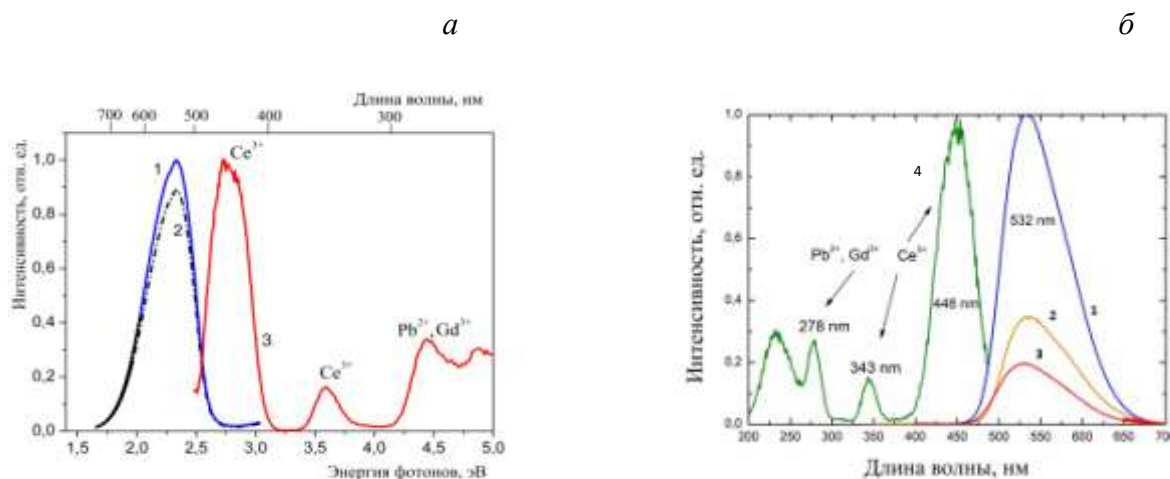 а
б
Длина волны, нм
700 600 500 400 300
Интенсивность, отн. ед.
1,0
0,8
0,6
0,4
0,2
0,0
1
2
3
Ce³⁺
Ce³⁺
Pb²⁺, Gd³⁺
1,5 2,0 2,5 3,0 3,5 4,0 4,5 5,0
Энергия фотонов, эВ
Интенсивность, отн. ед.
1,0
0,8
0,6
0,4
0,2
0,0
4
Pb²⁺, Gd³⁺ Ce³⁺
278 nm
343 nm
448 nm
532 nm
1
2
3
200 250 300 350 400 450 500 550 600 650 70
Длина волны, нм